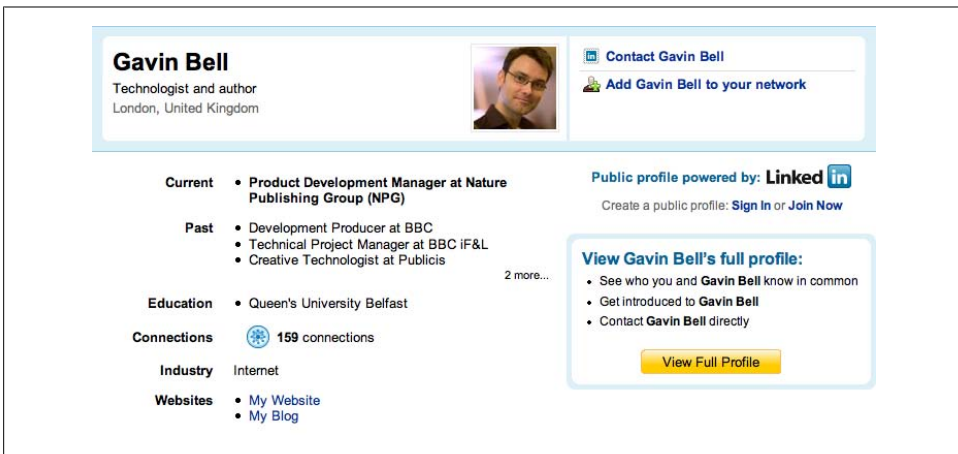 Gavin Bell
Technologist and author
London, United Kingdom
Contact Gavin Bell
Add Gavin Bell to your network
Current
• Product Development Manager at Nature
Publishing Group (NPG)
Past
• Development Producer at BBC
• Technical Project Manager at BBC iF&L
• Creative Technologist at Publicis
2 more...
Education
• Queen's University Belfast
Connections
159 connections
Industry
Internet
Websites
• My Website
• My Blog
Public profile powered by: Linked in
Create a public profile: Sign In or Join Now
View Gavin Bell's full profile:
• See who you and Gavin Bell know in common
• Get introduced to Gavin Bell
• Contact Gavin Bell directly
View Full Profile